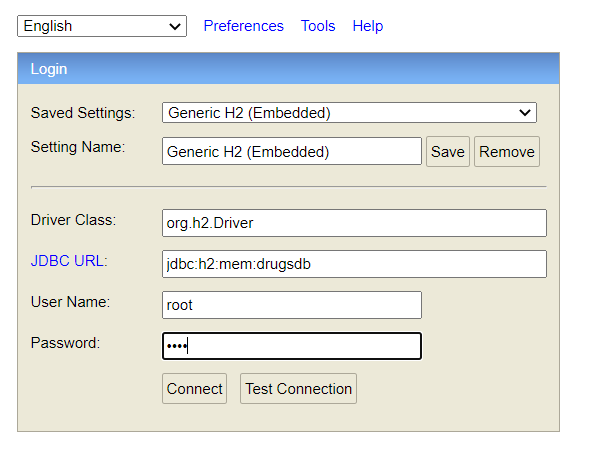 English Preferences Tools Help
Login
Saved Settings: Generic H2 (Embedded)
Setting Name: Generic H2 (Embedded) Save Remove
Driver Class: org.h2.Driver
JDBC URL: jdbc:h2:mem:drugsdb
User Name: root
Password: ••••
Connect Test Connection